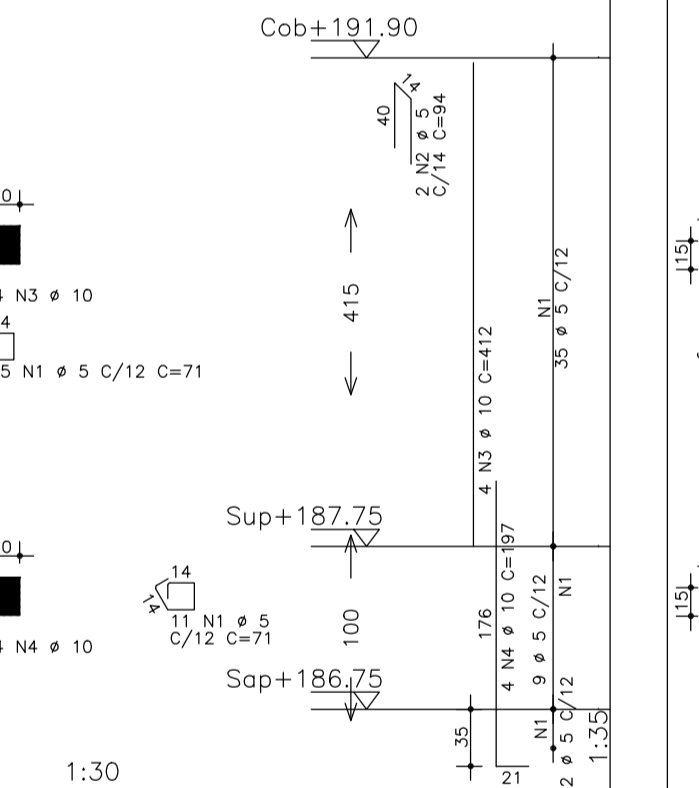 Cob+191.90
14
40
2 N2 ø 5
C/14 C=94
0
15
N3 ø 10
4
5 N1 ø 5 C/12 C=71
415
4 N3 ø 10 C=412
N1
35 ø 5 C/12
Sup+187.75
0
14
14
11 N1 ø 5
C/12 C=71
N4 ø 10
100
176
4 N4 ø 10 C=197
9 ø 5 C/12
N1
15
Sap+186.75
35
21
N1
2 ø 5 C/12
1:35
1:30